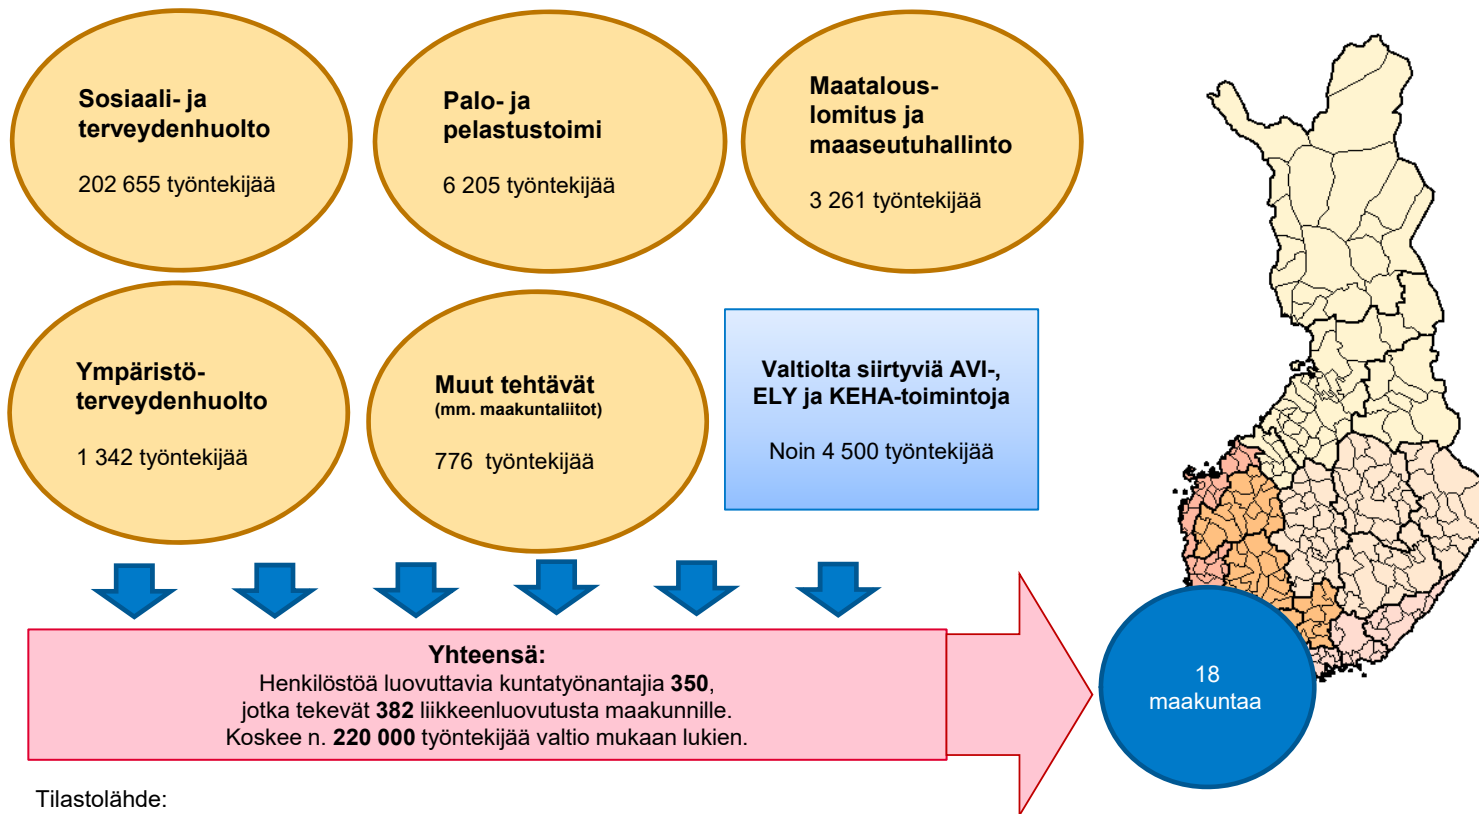 Sosiaali- ja
terveydenhuolto
202 655 työntekijää
Palo- ja
pelastustoimi
6 205 työntekijää
Maatalous-
lomitus ja
maaseutuhallinto
3 261 työntekijää
Ympäristö-
terveydenhuolto
1 342 työntekijää
Muut tehtävät
(mm. maakuntaliitot)
776 työntekijää
Valtiolta siirtyviä AVI-,
ELY ja KEHA-toimintoja
Noin 4 500 työntekijää
Yhteensä:
Henkilöstöä luovuttavia kuntatyönantajia 350,
jotka tekevät 382 liikkeenluovutusta maakunnille.
Koskee n. 220 000 työntekijää valtio mukaan lukien.
18
maakuntaa
Tilastolähde: